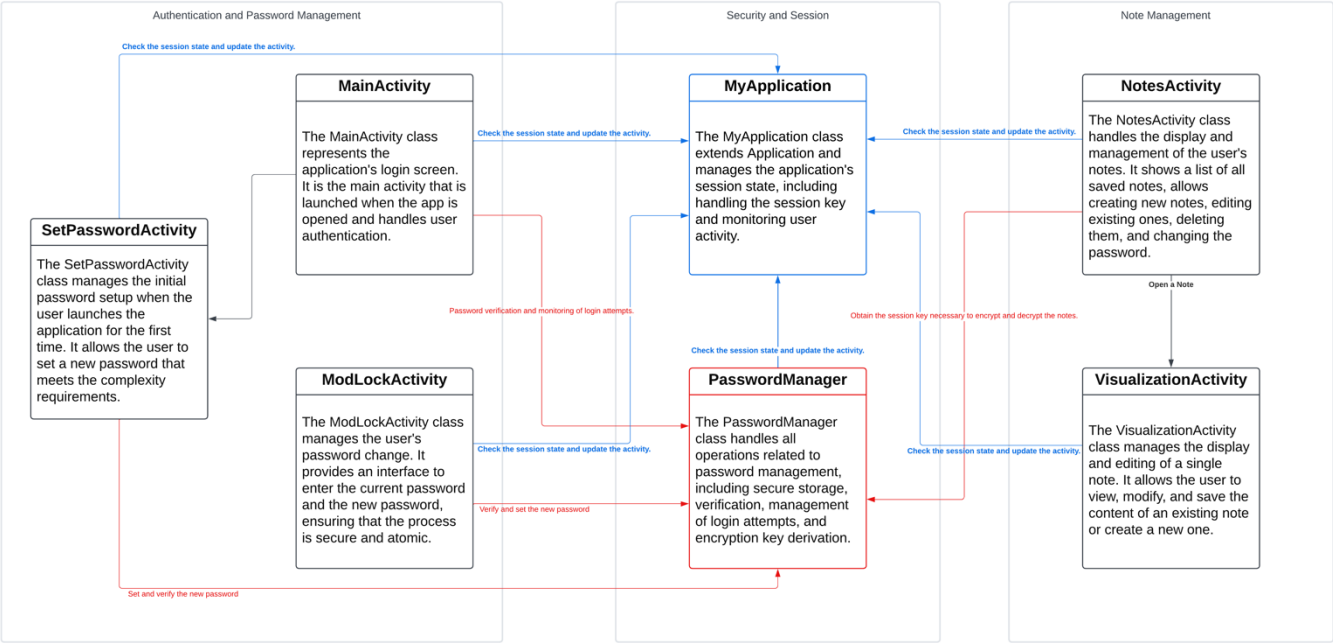 Authentication and Password Management
Security and Session
Note Management
Check the session state and update the activity.
MainActivity
The MainActivity class
represents the
application's login screen.
It is the main activity that is
launched when the app is
opened and handles user
authentication.
Check the session state and update the activity.
MyApplication
The MyApplication class
extends Application and
manages the application's
session state, including
handling the session key
and monitoring user
activity.
Check the session state and update the activity.
NotesActivity
The NotesActivity class
handles the display and
management of the user's
notes. It shows a list of all
saved notes, allows
creating new notes, editing
existing ones, deleting
them, and changing the
password.
SetPasswordActivity
The SetPasswordActivity
class manages the initial
password setup when the
user launches the
application for the first
time. It allows the user to
set a new password that
meets the complexity
requirements.
Open a Note
Password verification and monitoring of login attempts.
Obtain the session key necessary to encrypt and decrypt the notes.
Check the session state and update the activity.
ModLockActivity
The ModLockActivity class
manages the user's
password change. It
provides an interface to
enter the current password
and the new password,
ensuring that the process
is secure and atomic.
Check the session state and update the activity.
Verify and set the new password
PasswordManager
The PasswordManager
class handles all
operations related to
password management,
including secure storage,
verification, management
of login attempts, and
encryption key derivation.
Check the session state and update the activity.
VisualizationActivity
The VisualizationActivity
class manages the display
and editing of a single
note. It allows the user to
view, modify, and save the
content of an existing note
or create a new one.
Set and verify the new password